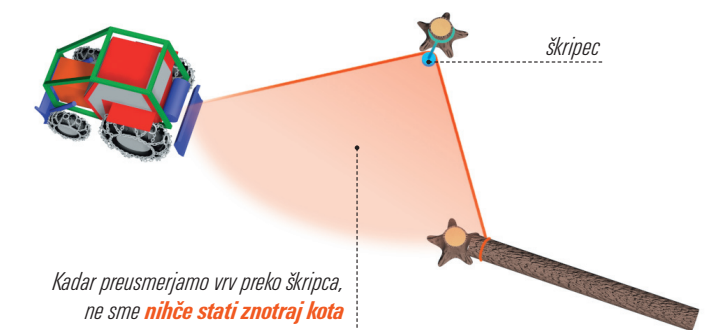 škripec
Kadar preusmerjamo vrv preko škripca,
ne sme nihče stati znotraj kota